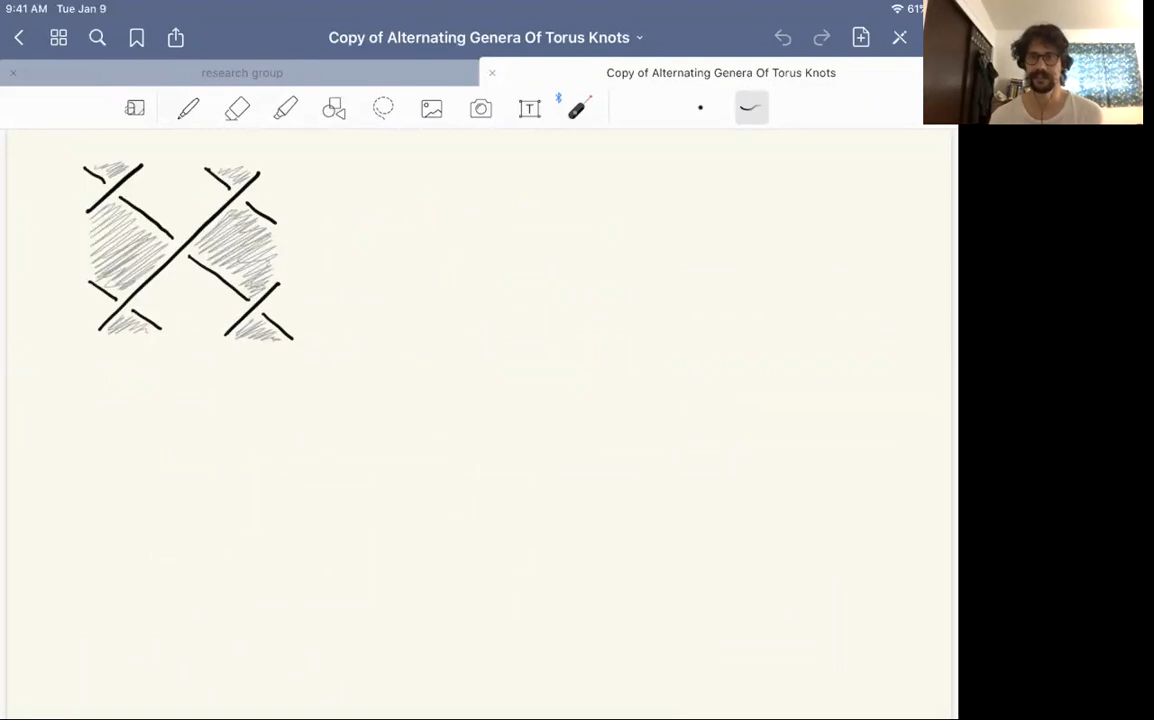 9:41 AM Tue Jan 9
61%
Copy of Alternating Genera Of Torus Knots
research group
Copy of Alternating Genera Of Torus Knots
T